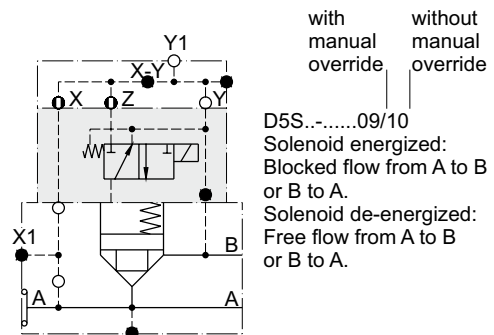 Y1
X-Y
X
Z
Y
X1
B
A
A
with without
manual manual
override override
D5S..-......09/10
Solenoid energized:
Blocked flow from A to B
or B to A.
Solenoid de-energized:
Free flow from A to B
or B to A.